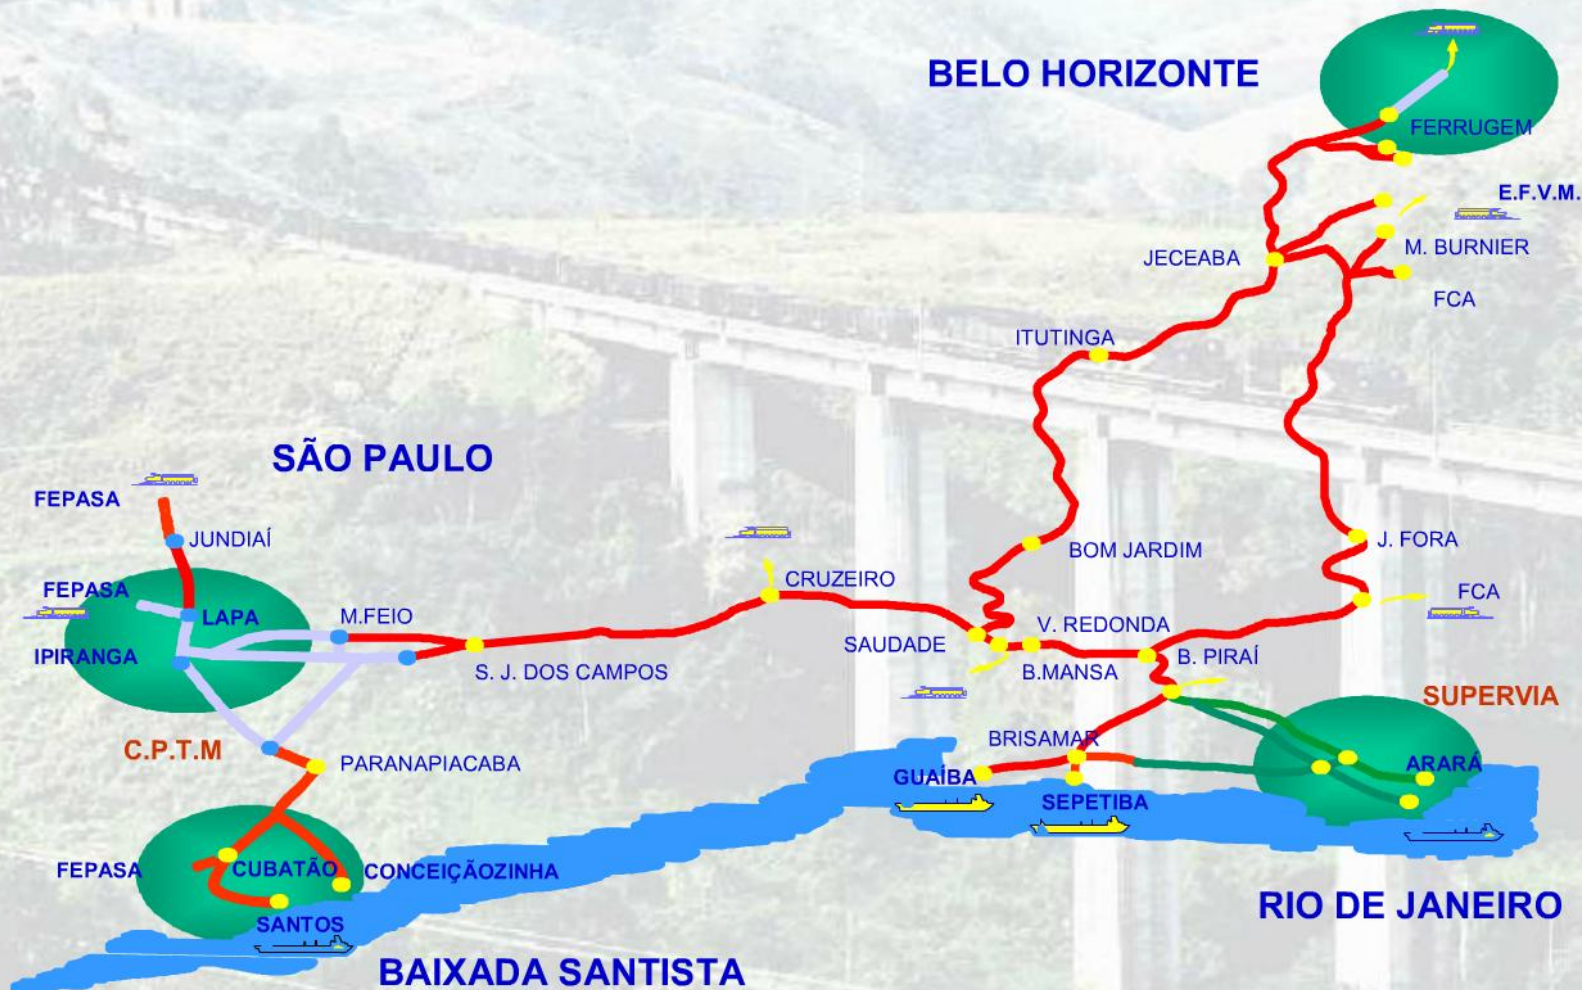 BELO HORIZONTE
FERRUGEM
E.F.V.M.
M. BURNIER
JECEABA
FCA
ITUTINGA
SÃO PAULO
FEPASA
JUNDIAÍ
J. FORA
BOM JARDIM
CRUZEIRO
FEPASA
FCA
LAPA
M.FEIO
V. REDONDA
SAUDADE
IPIRANGA
B. PIRAÍ
S. J. DOS CAMPOS
B.MANSA
SUPERVIA
C.P.T.M
BRISAMAR
PARANAPIACABA
ARARÁ
GUAÍBA
SEPETIBA
FEPASA
CUBATÃO
CONCEIÇÃOZINHA
RIO DE JANEIRO
SANTOS
BAIXADA SANTISTA